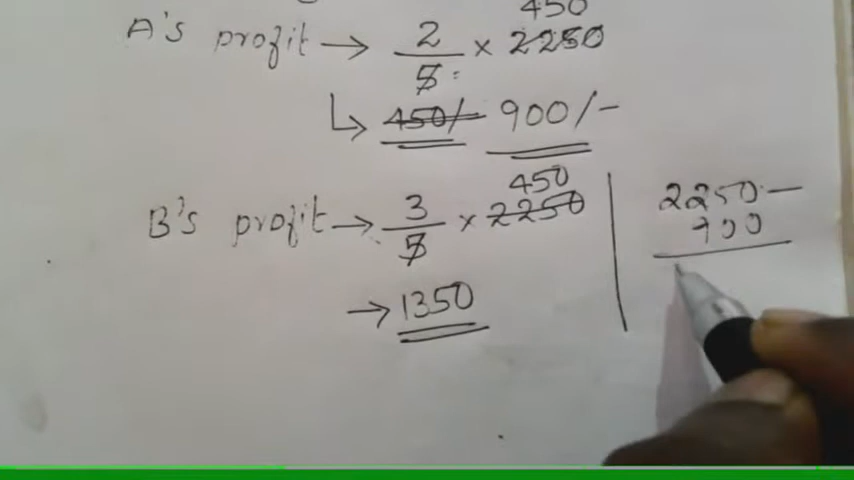 450
A's profit → 2/5 × 2250
↳ 450/- 900/-
450
B's profit → 3/5 × 2250
→ 1350
2250 -
900